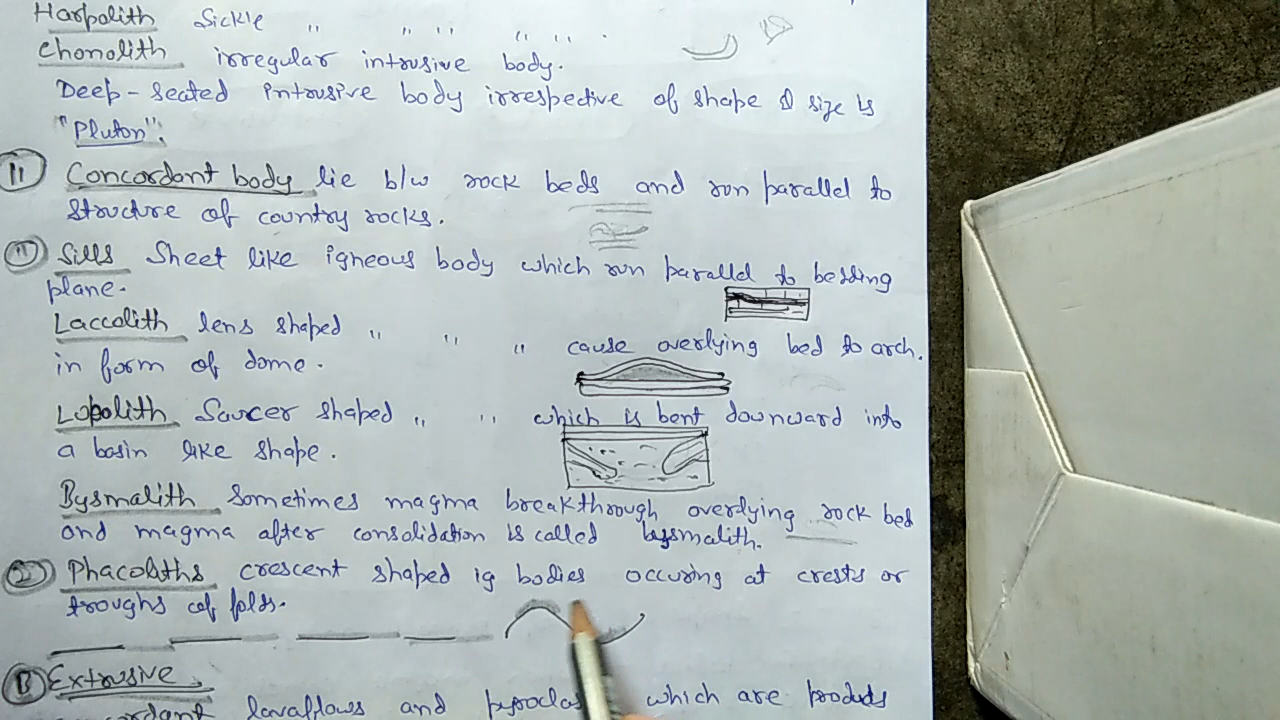 Harpolith Sickle " " " " " " .
Chonolith irregular intrusive body.
Deep-seated intrusive body irrespective of shape & size is
"Pluton".
11 Concordant body lie b/w rock beds and run parallel to
structure of country rocks.
(1) Sills Sheet like igneous body which run parallel to bedding
plane.
Laccolith lens shaped " " " cause overlying bed to arch.
in form of dome.
Lopolith Saucer shaped " " which is bent downward into
a basin like shape.
Bysmalith Sometimes magma breakthrough overlying rock bed
and magma after consolidation is called bysmalith.
(2) Phacoliths crescent shaped ig bodies occuring at crests or
troughs of folds.
B Extrusive
lavaflows and which are products